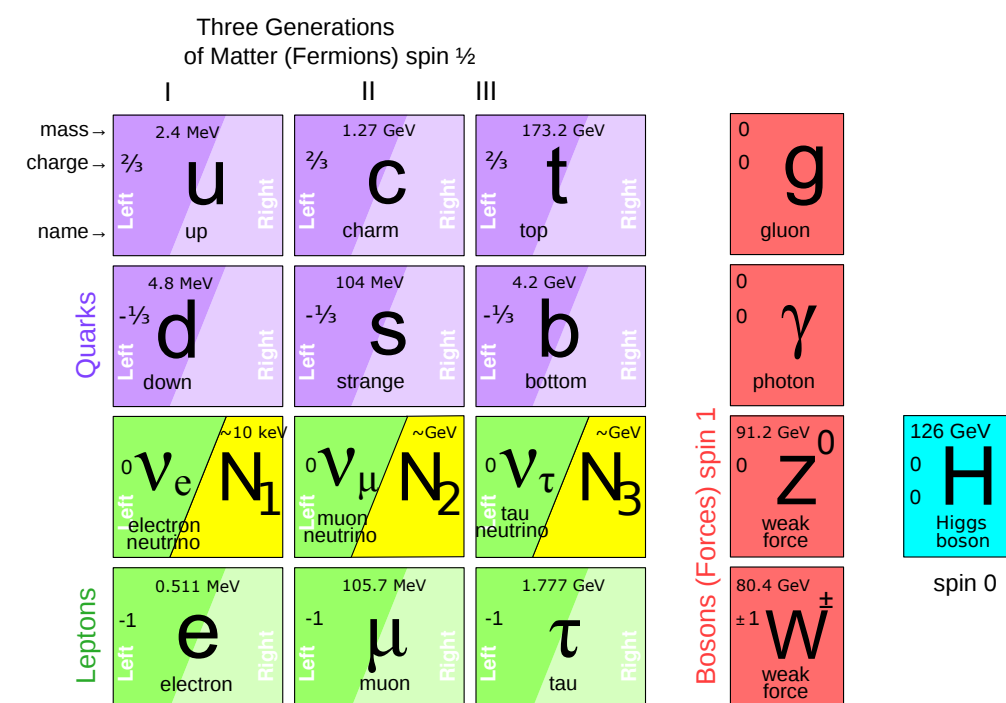 Three Generations
of Matter (Fermions) spin ½
I II III
mass→
charge→
name→
2.4 MeV
⅔
u
Left
Right
up
1.27 GeV
⅔
c
Left
Right
charm
173.2 GeV
⅔
t
Left
Right
top
0
0
g
gluon
Quarks
4.8 MeV
-⅓
d
Left
Right
down
104 MeV
-⅓
s
Left
Right
strange
4.2 GeV
-⅓
b
Left
Right
bottom
0
0
γ
photon
~10 keV
0
νe
N1
Left
electron
neutrino
~GeV
0
νμ
N2
Left
muon
neutrino
~GeV
0
ντ
N3
Left
tau
neutrino
Bosons (Forces) spin 1
91.2 GeV
0
Z0
weak
force
126 GeV
0
0
H
Higgs
boson
spin 0
Leptons
0.511 MeV
-1
e
Left
Right
electron
105.7 MeV
-1
μ
Left
Right
muon
1.777 GeV
-1
τ
Left
Right
tau
80.4 GeV
±1
W±
weak
force